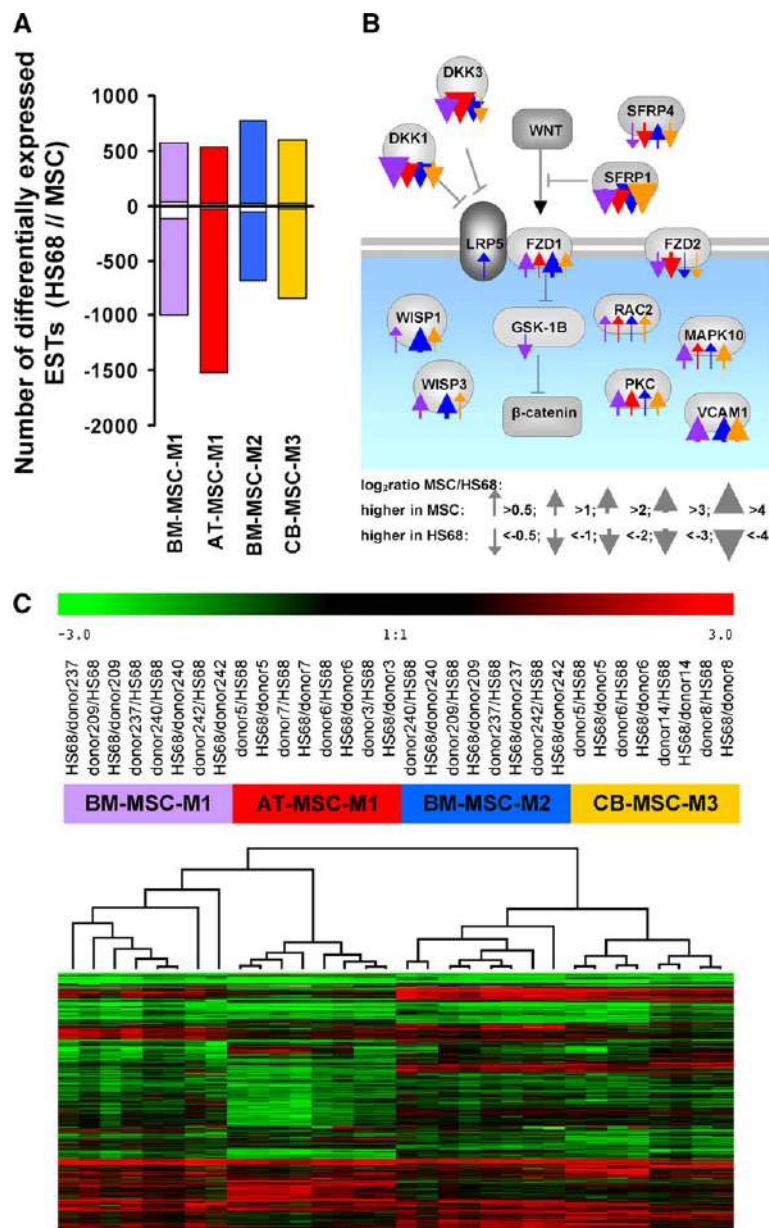 A
Number of differentially expressed
ESTs (HS68 // MSC)
1000
500
0
-500
-1000
-1500
-2000
BM-MSC-M1
AT-MSC-M1
BM-MSC-M2
CB-MSC-M3
B
DKK3
DKK1
WNT
SFRP4
SFRP1
LRP5
FZD1
FZD2
WISP1
GSK-1B
RAC2
MAPK10
WISP3
β-catenin
PKC
VCAM1
log₂ratio MSC/HS68:
higher in MSC: >0.5; >1; >2; >3; >4
higher in HS68: <-0.5; <-1; <-2; <-3; <-4
C
-3.0 1:1 3.0
HS68/donor237
donor209/HS68
HS68/donor209
donor237/HS68
donor240/HS68
HS68/donor240
donor242/HS68
HS68/donor242
donor5/HS68
HS68/donor5
donor7/HS68
HS68/donor7
donor6/HS68
HS68/donor6
donor3/HS68
HS68/donor3
donor240/HS68
HS68/donor240
donor209/HS68
HS68/donor209
donor237/HS68
HS68/donor237
donor242/HS68
HS68/donor242
donor5/HS68
HS68/donor5
donor6/HS68
HS68/donor6
donor14/HS68
HS68/donor14
donor8/HS68
HS68/donor8
BM-MSC-M1 AT-MSC-M1 BM-MSC-M2 CB-MSC-M3